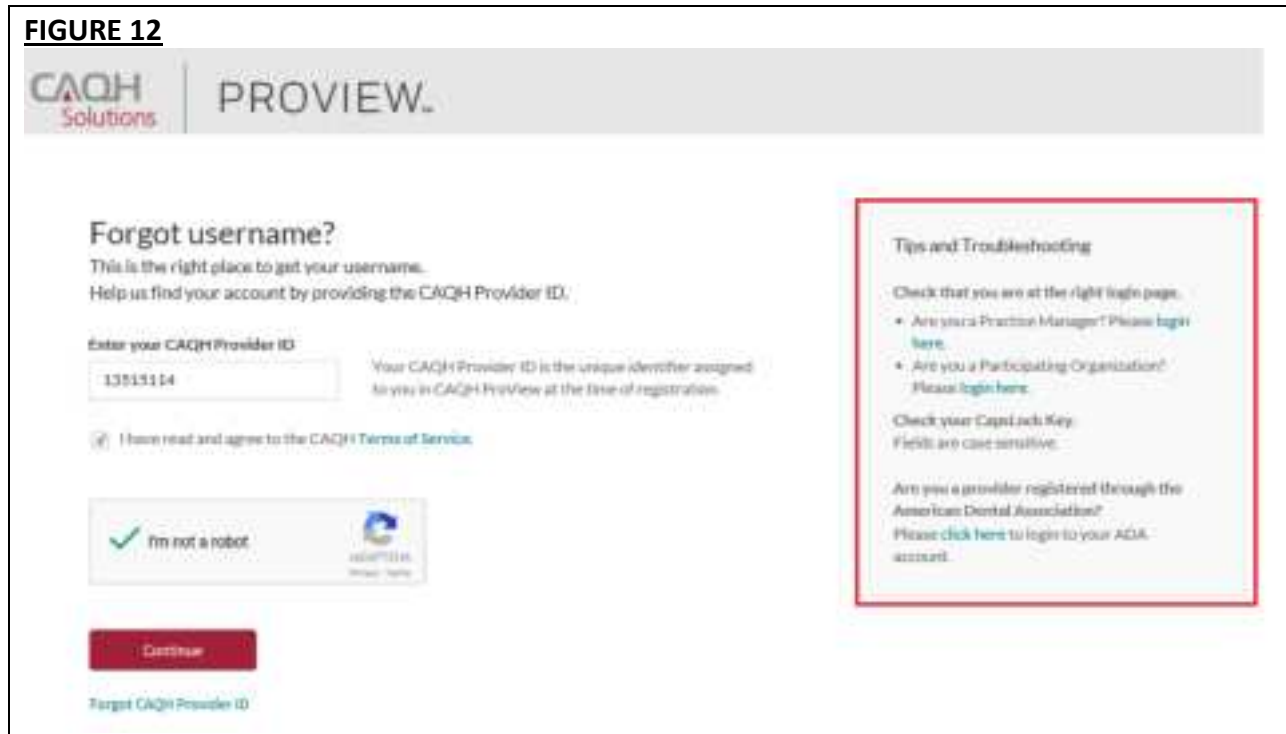 FIGURE 12
CAQH
Solutions
PROVIEW™
Forgot username?
This is the right place to get your username.
Help us find your account by providing the CAQH Provider ID.
Enter your CAQH Provider ID
13515114
Your CAQH Provider ID is the unique identifier assigned
to you in CAQH ProView at the time of registration.
I have read and agree to the CAQH Terms of Service.
I'm not a robot
reCAPTCHA
Privacy - Terms
Continue
Forgot CAQH Provider ID
Tips and Troubleshooting
Check that you are at the right login page.
• Are you a Practice Manager? Please login
here.
• Are you a Participating Organization?
Please login here.
Check your CapsLock Key.
Fields are case sensitive.
Are you a provider registered through the
American Dental Association?
Please click here to login to your ADA
account.